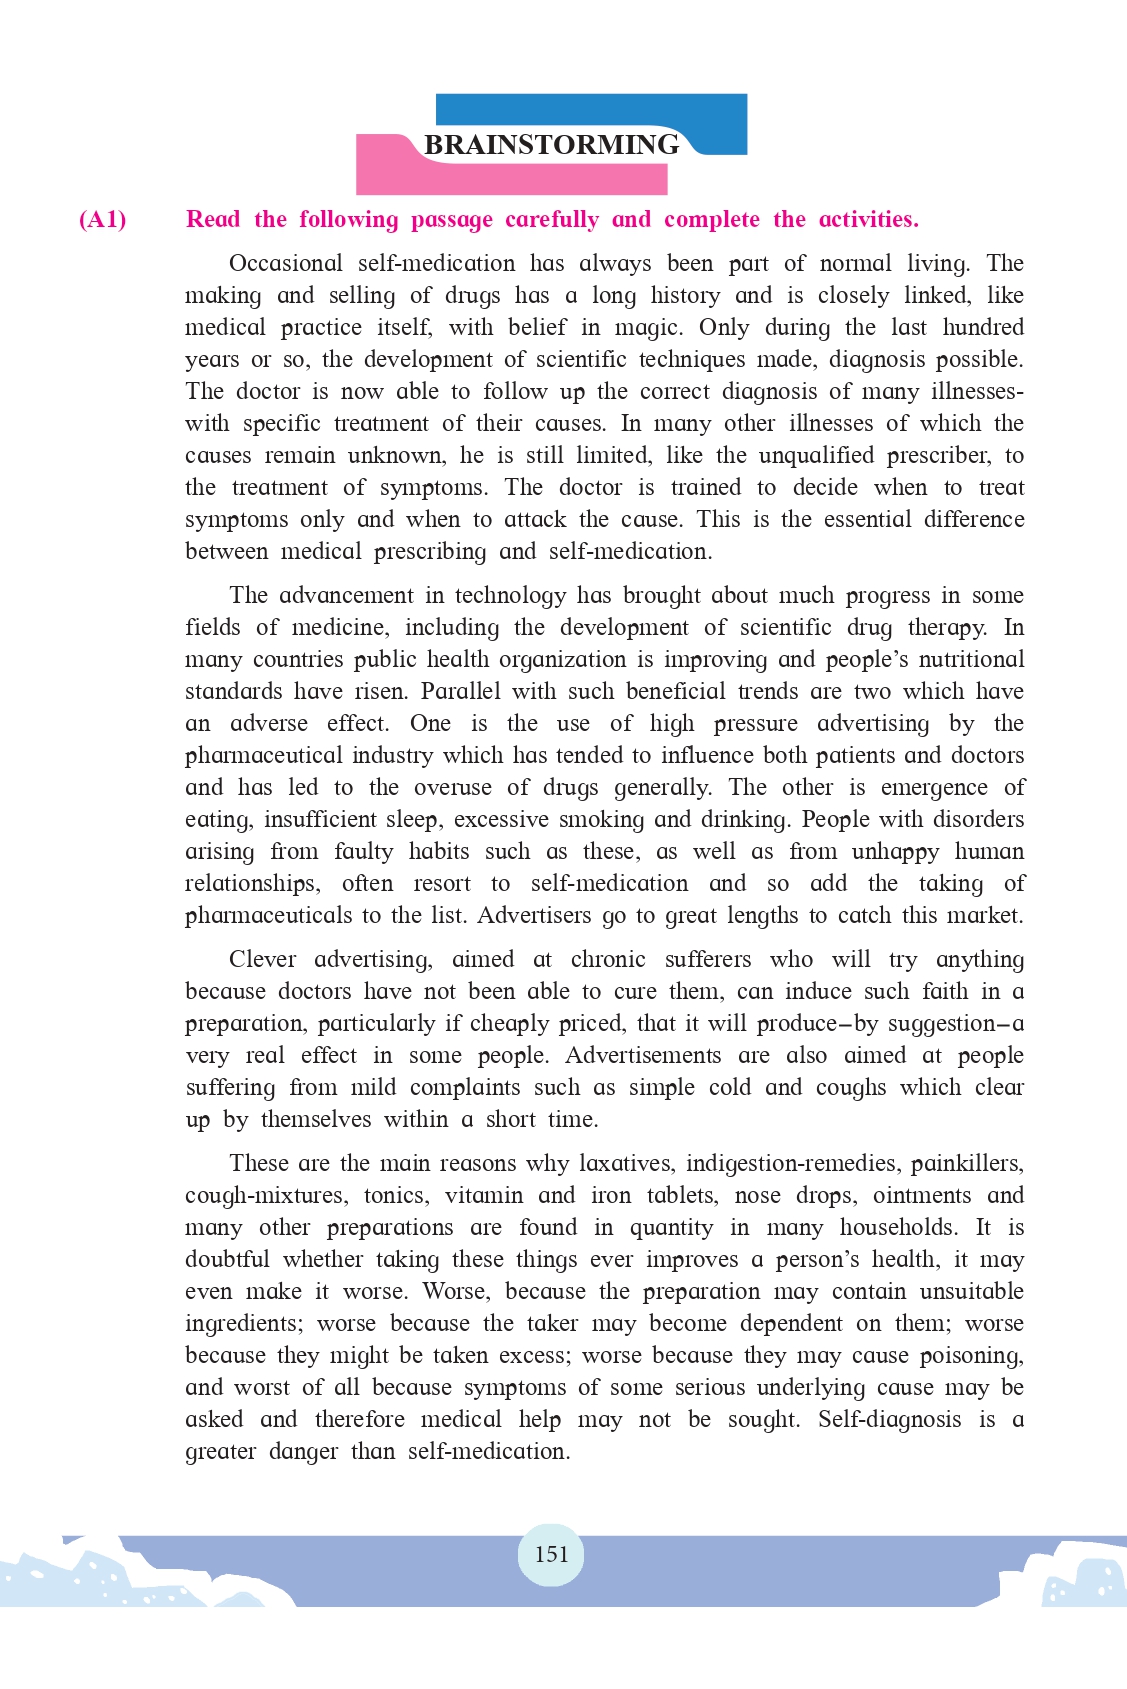 BRAINSTORMING
(A1) Read the following passage carefully and complete the activities.
Occasional self-medication has always been part of normal living. The
making and selling of drugs has a long history and is closely linked, like
medical practice itself, with belief in magic. Only during the last hundred
years or so, the development of scientific techniques made, diagnosis possible.
The doctor is now able to follow up the correct diagnosis of many illnesses-
with specific treatment of their causes. In many other illnesses of which the
causes remain unknown, he is still limited, like the unqualified prescriber, to
the treatment of symptoms. The doctor is trained to decide when to treat
symptoms only and when to attack the cause. This is the essential difference
between medical prescribing and self-medication.
The advancement in technology has brought about much progress in some
fields of medicine, including the development of scientific drug therapy. In
many countries public health organization is improving and people’s nutritional
standards have risen. Parallel with such beneficial trends are two which have
an adverse effect. One is the use of high pressure advertising by the
pharmaceutical industry which has tended to influence both patients and doctors
and has led to the overuse of drugs generally. The other is emergence of
eating, insufficient sleep, excessive smoking and drinking. People with disorders
arising from faulty habits such as these, as well as from unhappy human
relationships, often resort to self-medication and so add the taking of
pharmaceuticals to the list. Advertisers go to great lengths to catch this market.
Clever advertising, aimed at chronic sufferers who will try anything
because doctors have not been able to cure them, can induce such faith in a
preparation, particularly if cheaply priced, that it will produce–by suggestion–a
very real effect in some people. Advertisements are also aimed at people
suffering from mild complaints such as simple cold and coughs which clear
up by themselves within a short time.
These are the main reasons why laxatives, indigestion-remedies, painkillers,
cough-mixtures, tonics, vitamin and iron tablets, nose drops, ointments and
many other preparations are found in quantity in many households. It is
doubtful whether taking these things ever improves a person’s health, it may
even make it worse. Worse, because the preparation may contain unsuitable
ingredients; worse because the taker may become dependent on them; worse
because they might be taken excess; worse because they may cause poisoning,
and worst of all because symptoms of some serious underlying cause may be
asked and therefore medical help may not be sought. Self-diagnosis is a
greater danger than self-medication.
151